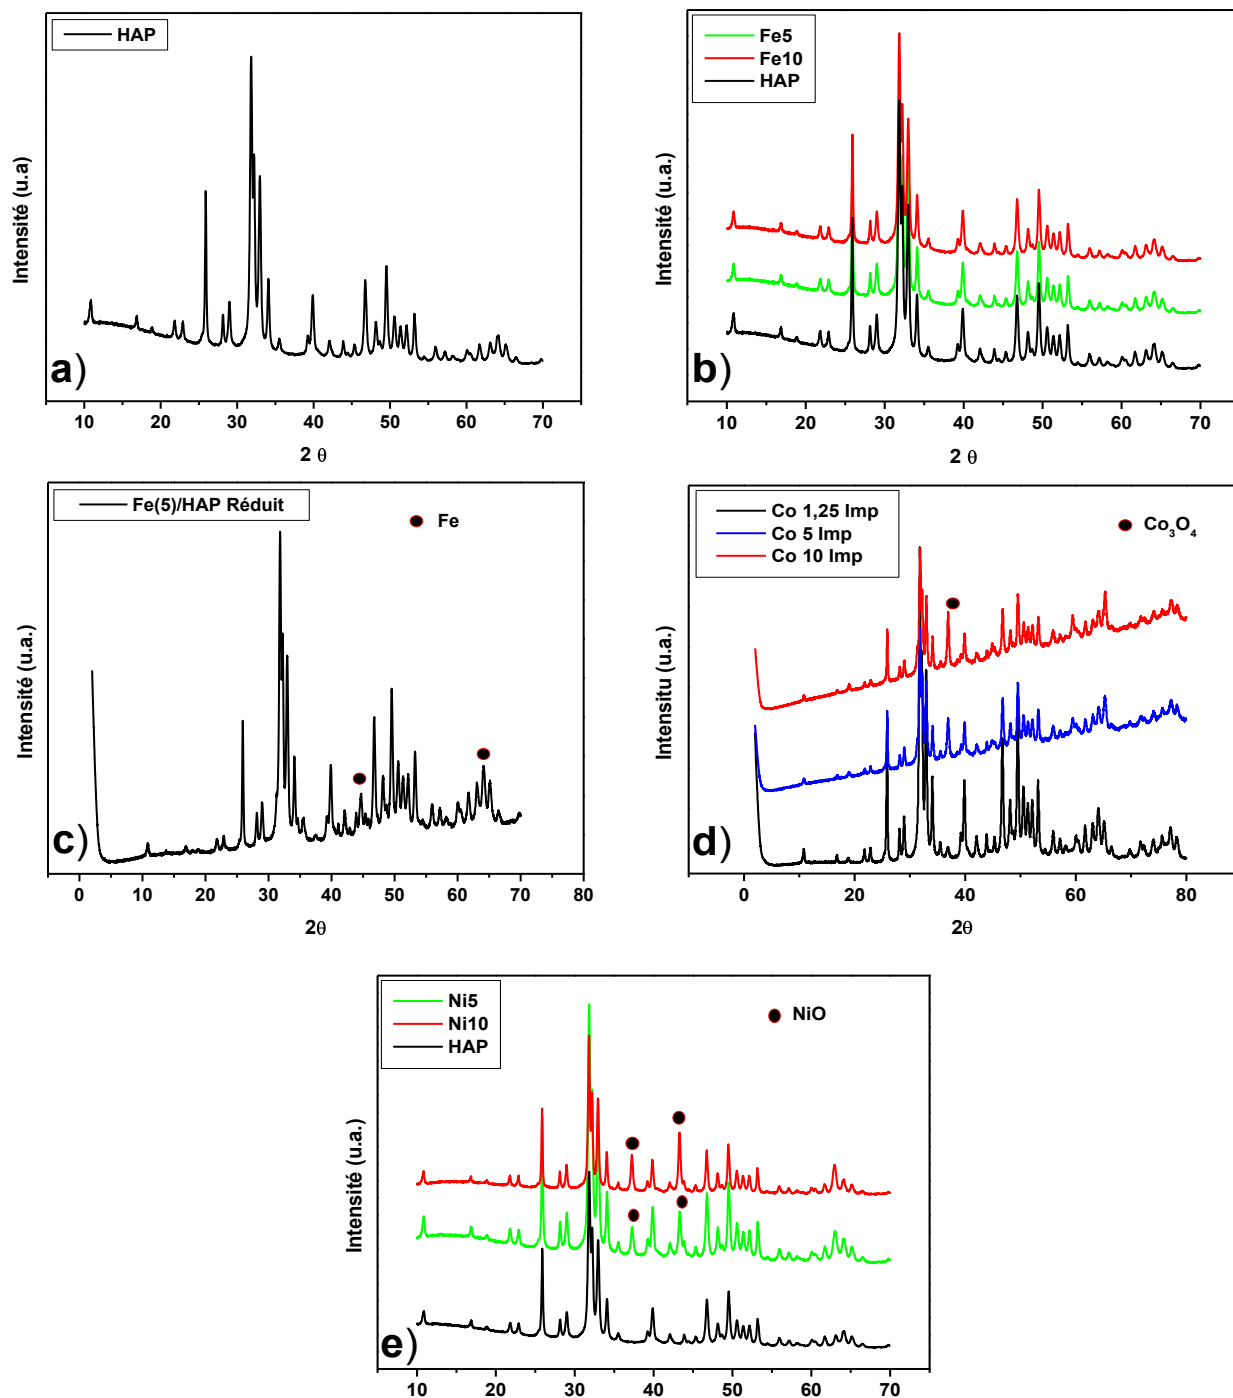 HAP
Intensité (u.a)
a)
10 20 30 40 50 60 70
2 θ
Fe5
Fe10
HAP
Intensité (u.a.)
b)
10 20 30 40 50 60 70
2 θ
Fe(5)/HAP Réduit
Fe
Intensité (u.a.)
c)
0 10 20 30 40 50 60 70 80
2θ
Co 1,25 Imp
Co 5 Imp
Co 10 Imp
Co₃O₄
Intensitu (u.a.)
d)
0 20 40 60 80
2θ
Ni5
Ni10
HAP
NiO
Intensité (u.a.)
e)
10 20 30 40 50 60 70